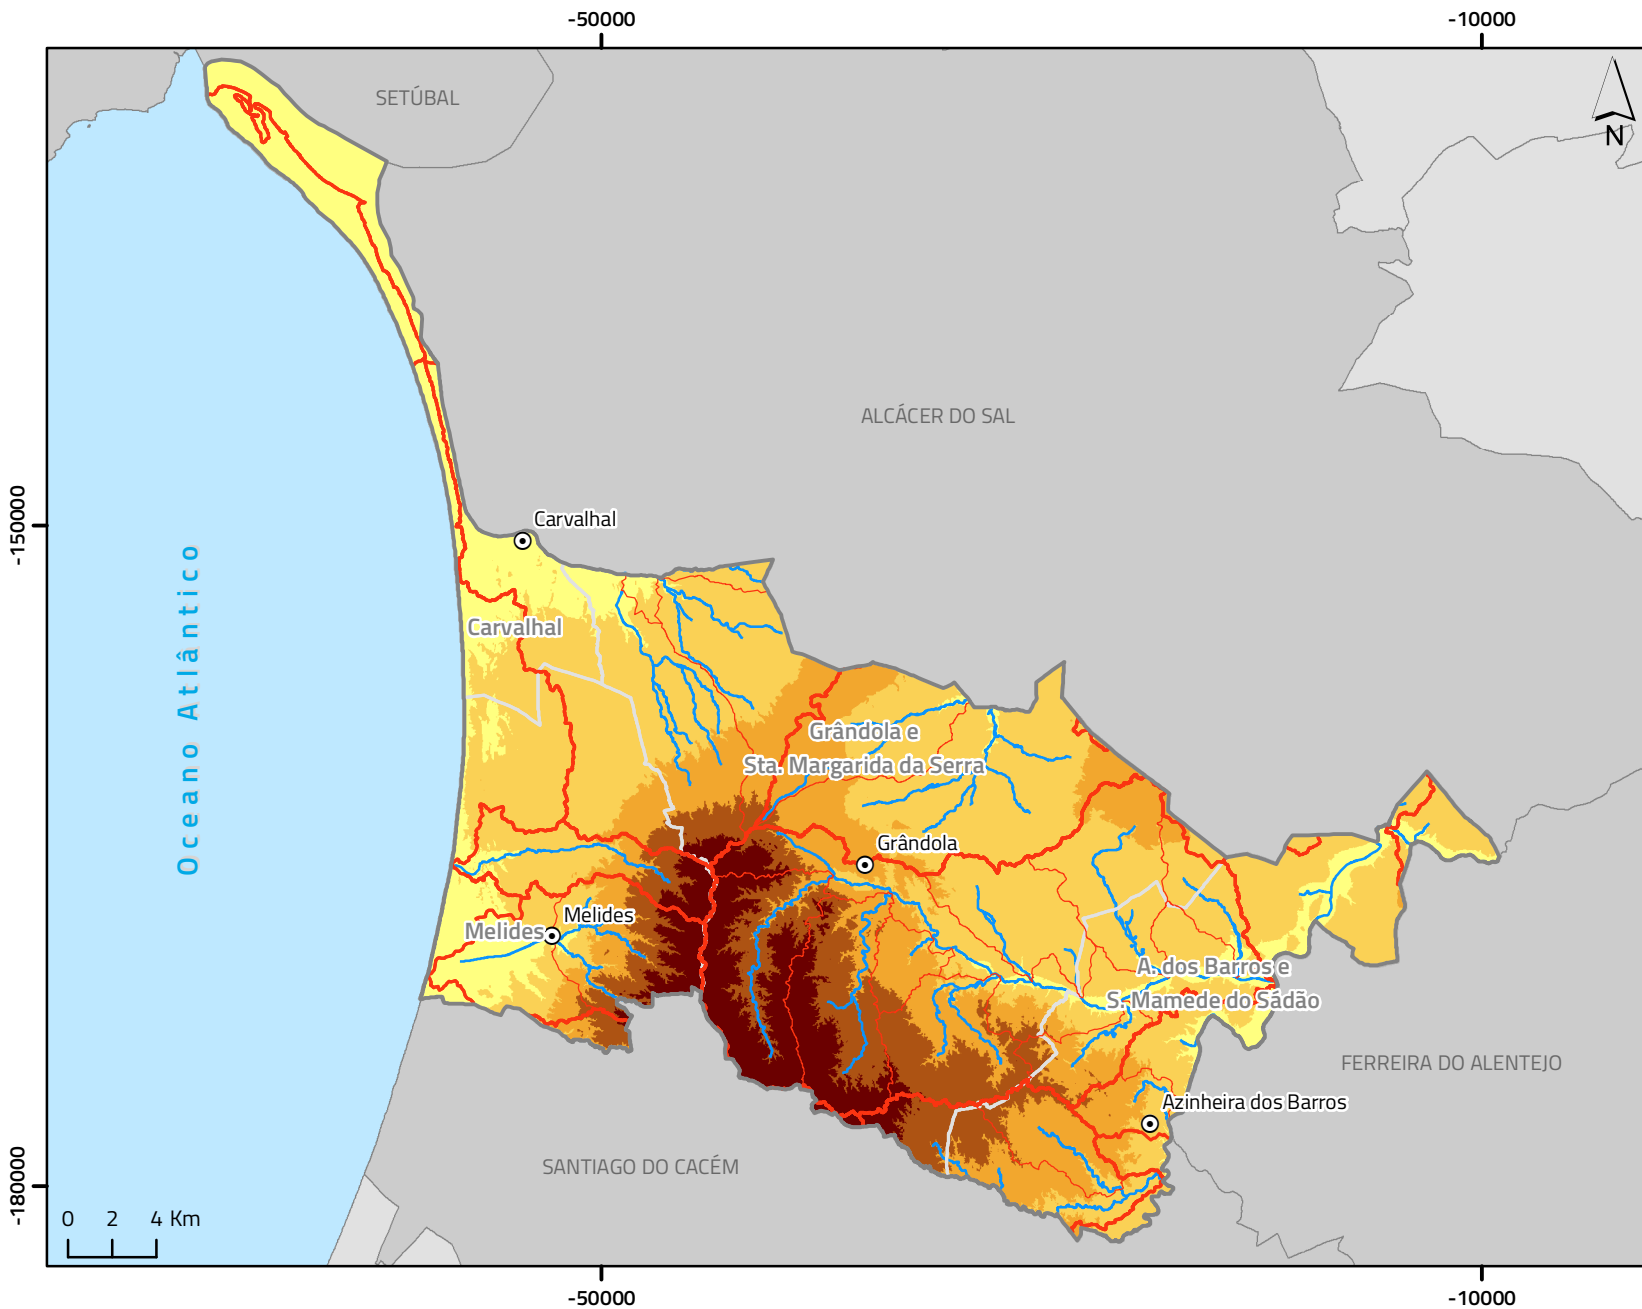 -50000
-10000
SETÚBAL
N
ALCÁCER DO SAL
-150000
Carvalhal
Oceano Atlântico
Carvalhal
Grândola e
Sta. Margarida da Serra
Grândola
Melides
Melides
A. dos Barros e
S. Mamede do Sádão
FERREIRA DO ALENTEJO
Azinheira dos Barros
SANTIAGO DO CACÉM
-180000
0 2 4 Km
-50000
-10000